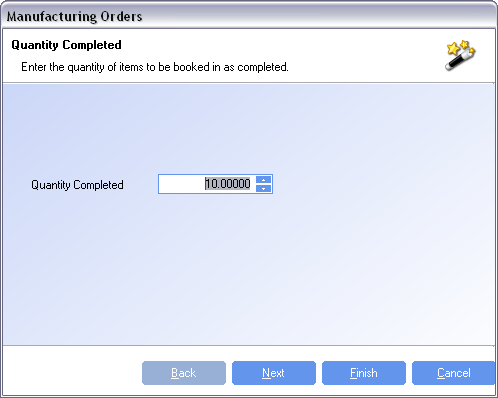 Manufacturing Orders
Quantity Completed
Enter the quantity of items to be booked in as completed.
Quantity Completed 10.00000
Back Next Finish Cancel